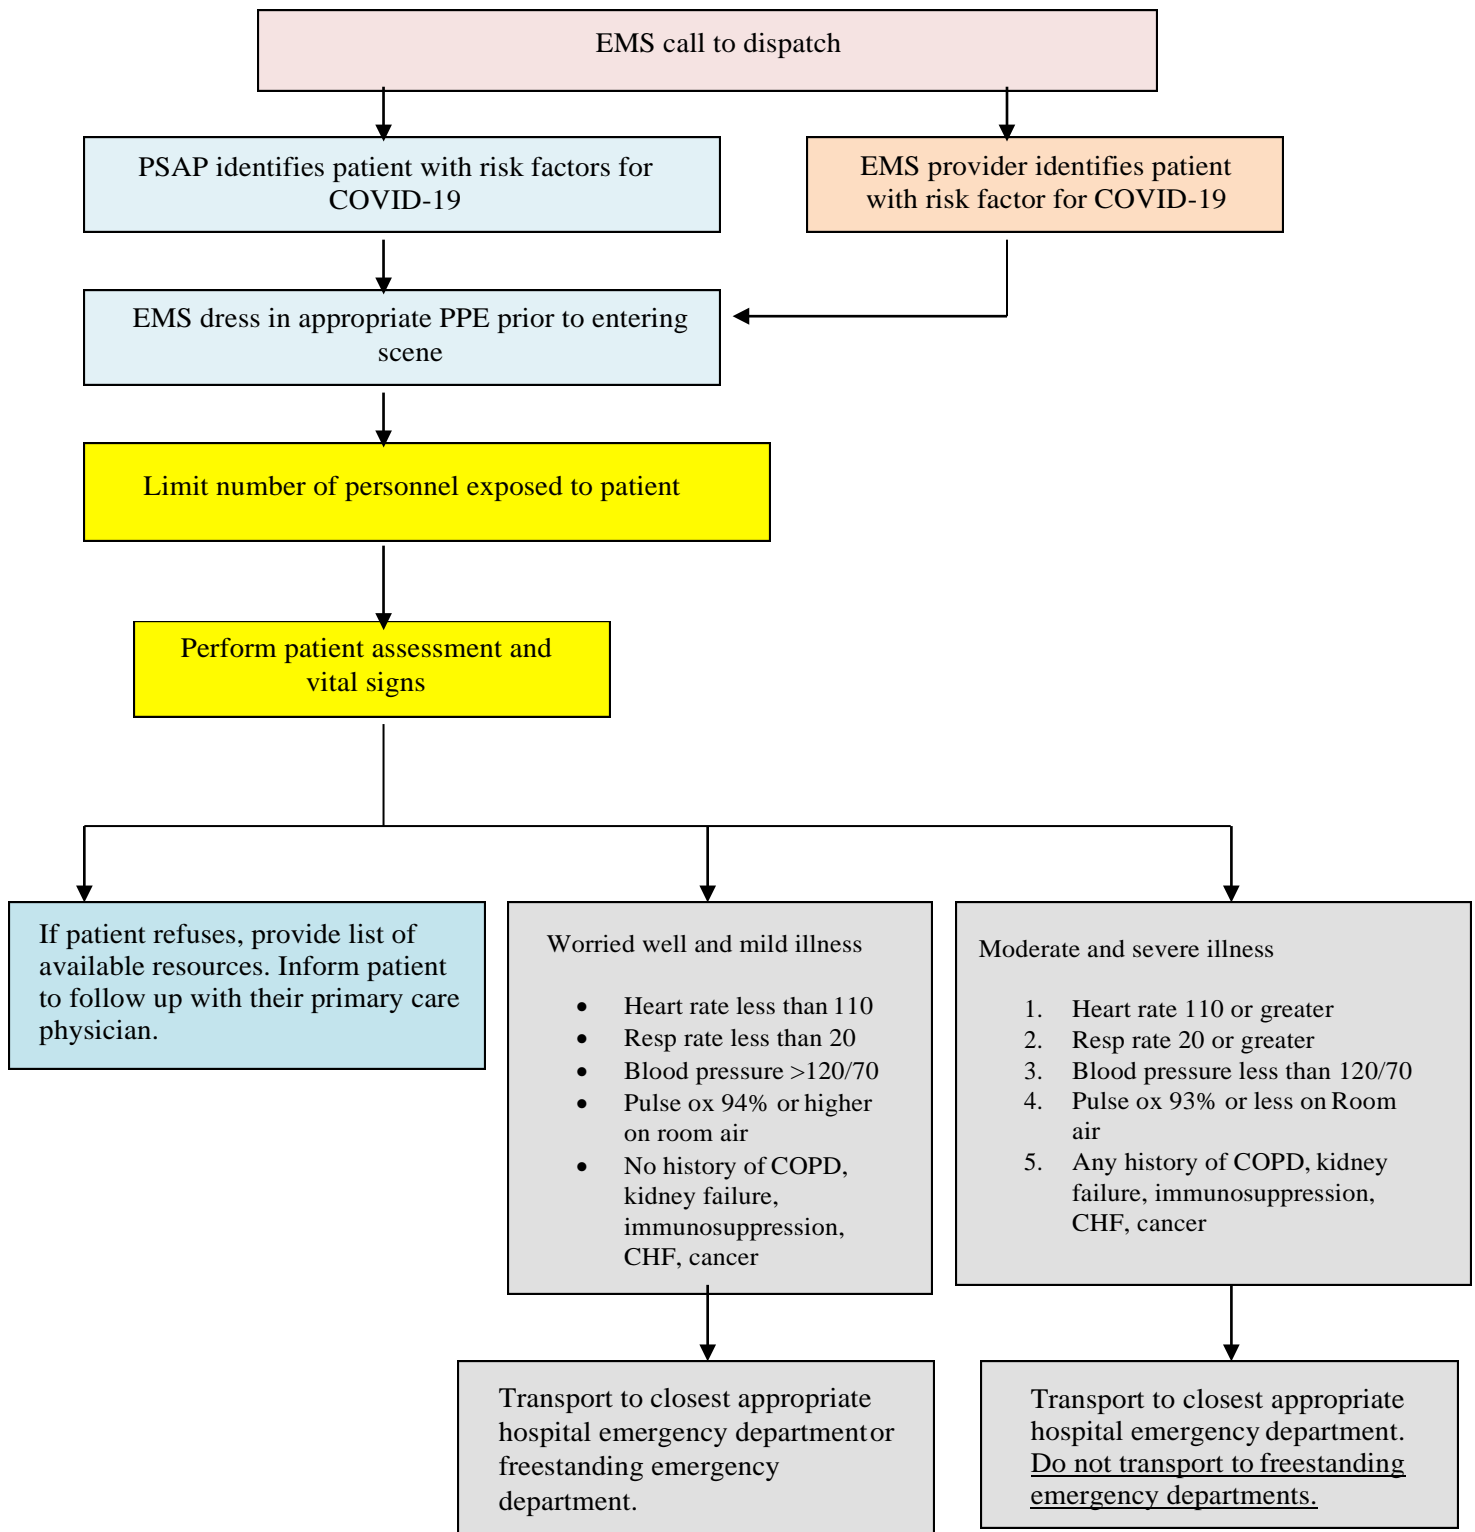 EMS call to dispatch
PSAP identifies patient with risk factors for
COVID-19
EMS provider identifies patient
with risk factor for COVID-19
EMS dress in appropriate PPE prior to entering
scene
Limit number of personnel exposed to patient
Perform patient assessment and
vital signs
If patient refuses, provide list of
available resources. Inform patient
to follow up with their primary care
physician.
Worried well and mild illness
• Heart rate less than 110
• Resp rate less than 20
• Blood pressure >120/70
• Pulse ox 94% or higher
on room air
• No history of COPD,
kidney failure,
immunosuppression,
CHF, cancer
Moderate and severe illness
1. Heart rate 110 or greater
2. Resp rate 20 or greater
3. Blood pressure less than 120/70
4. Pulse ox 93% or less on Room
air
5. Any history of COPD, kidney
failure, immunosuppression,
CHF, cancer
Transport to closest appropriate
hospital emergency department or
freestanding emergency
department.
Transport to closest appropriate
hospital emergency department.
Do not transport to freestanding
emergency departments.